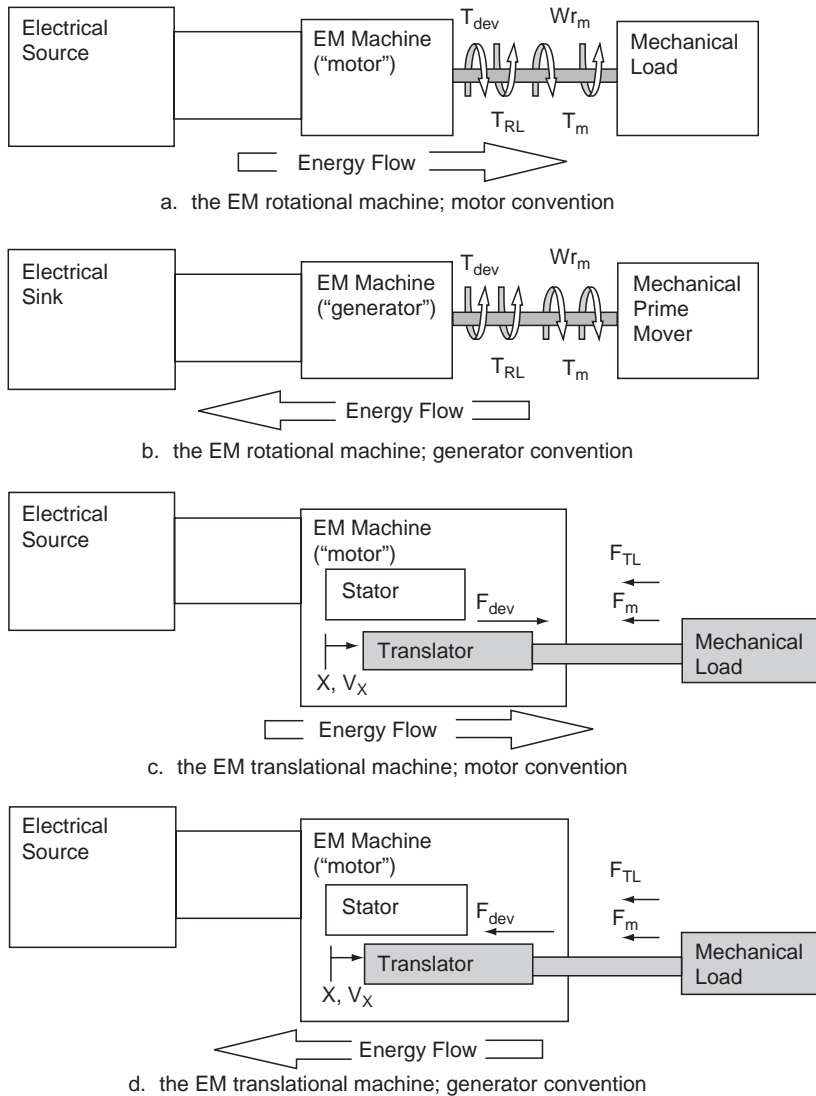 Electrical
Source
EM Machine
(“motor”)
T_dev
Wr_m
T_RL
T_m
Mechanical
Load
Energy Flow
a. the EM rotational machine; motor convention
Electrical
Sink
EM Machine
(“generator”)
T_dev
Wr_m
T_RL
T_m
Mechanical
Prime
Mover
Energy Flow
b. the EM rotational machine; generator convention
Electrical
Source
EM Machine
(“motor”)
Stator
F_dev
F_TL
F_m
Translator
X, V_X
Mechanical
Load
Energy Flow
c. the EM translational machine; motor convention
Electrical
Source
EM Machine
(“motor”)
Stator
F_dev
F_TL
F_m
Translator
X, V_X
Mechanical
Load
Energy Flow
d. the EM translational machine; generator convention